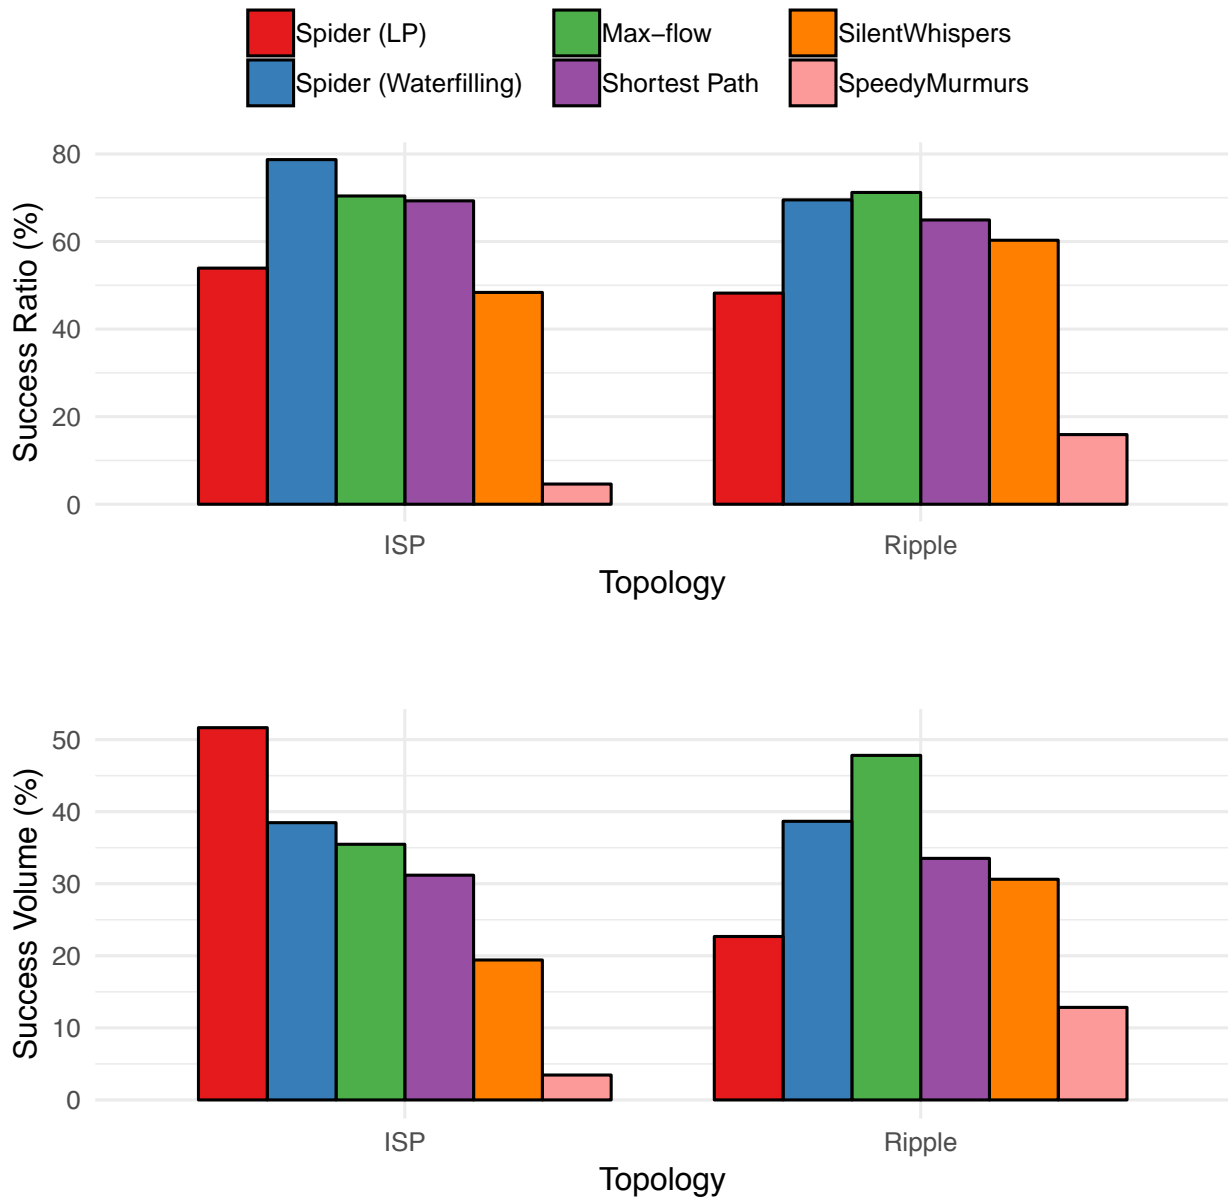 Spider (LP) Max−flow SilentWhispers
Spider (Waterfilling) Shortest Path SpeedyMurmurs
Success Ratio (%)
80
60
40
20
0
ISP Ripple
Topology
Success Volume (%)
50
40
30
20
10
0
ISP Ripple
Topology